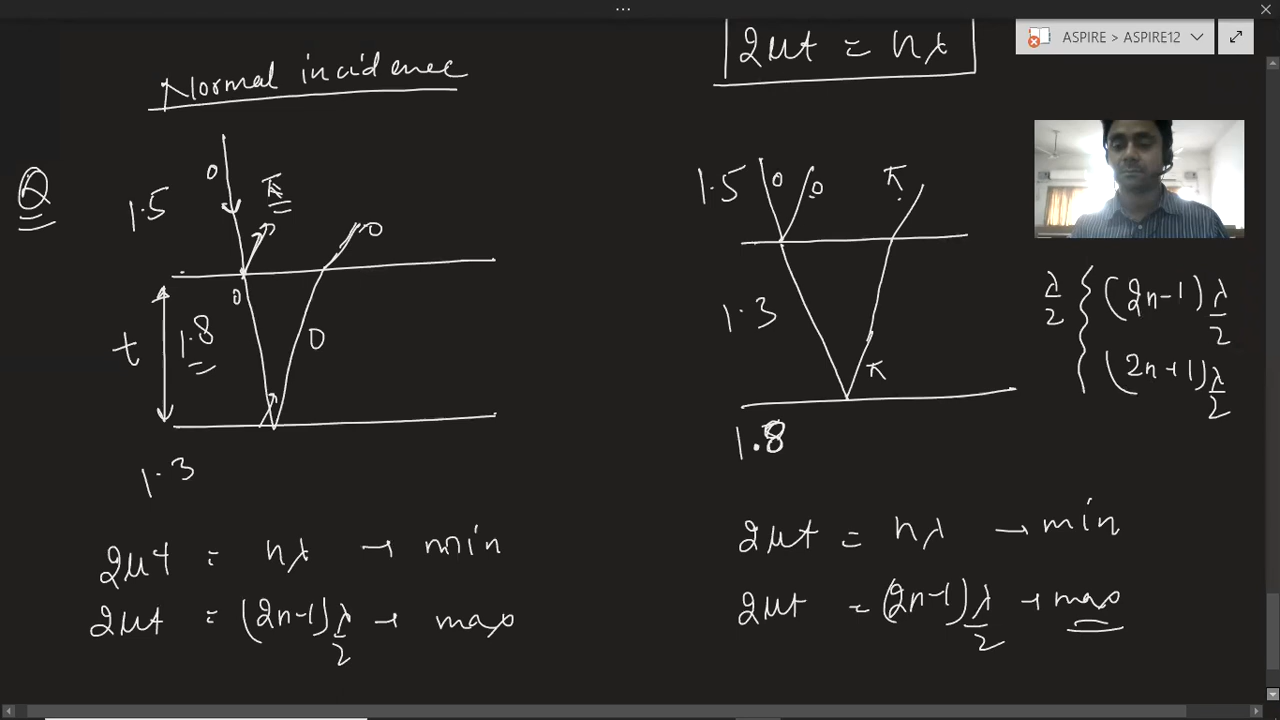 2μt = nλ
ASPIRE > ASPIRE12
Normal incidence
Q
1.5
0
π
0
0
t
1.8
0
1.3
2μt = nλ → min
2μt = (2n-1)λ/2 → max
1.5
0
0
π
1.3
π
1.8
2μt = nλ → min
2μt = (2n-1)λ/2 → max
λ/2
(2n-1)λ/2
(2n+1)λ/2